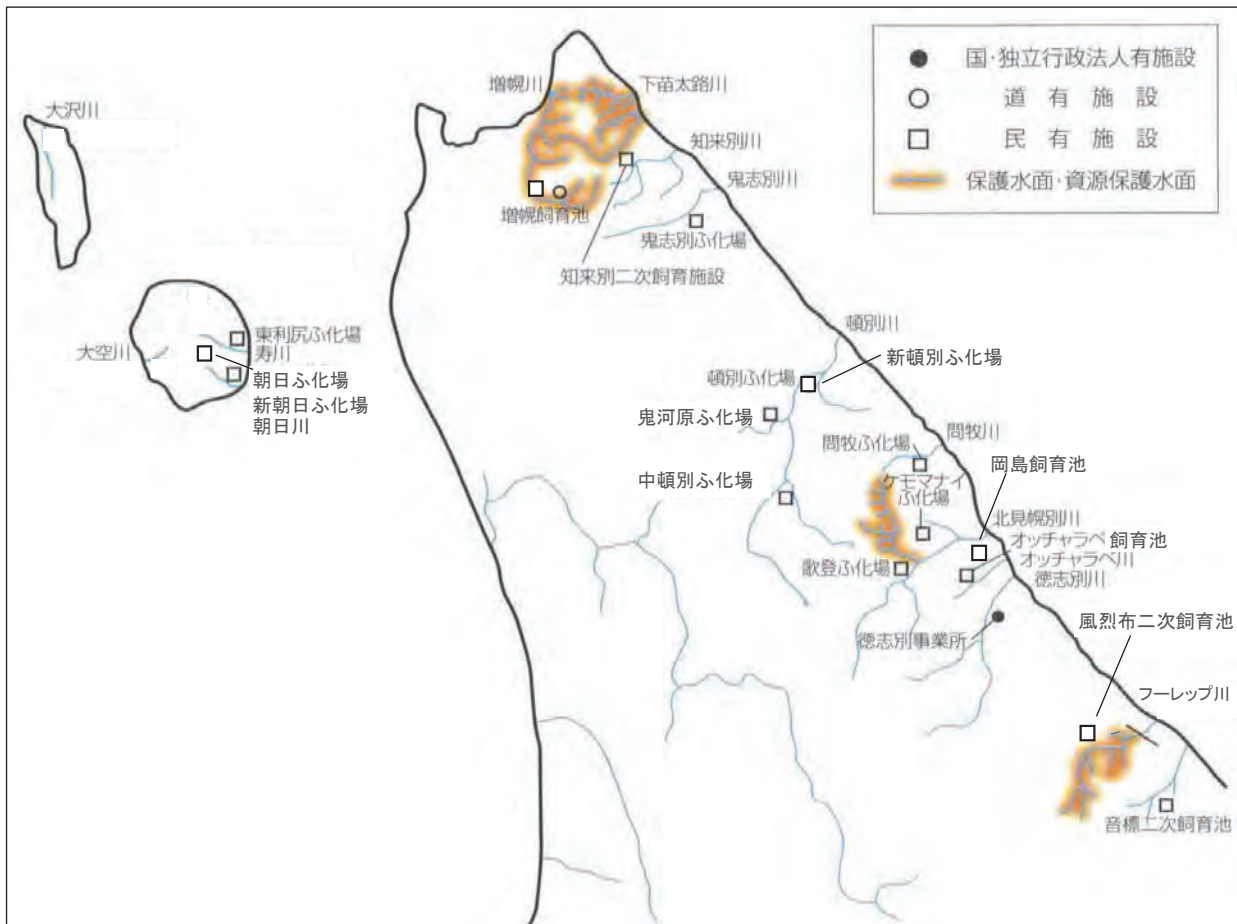 国・独立行政法人有施設
道有施設
民有施設
保護水面・資源保護水面
増幌川
下苗太路川
大沢川
知来別川
鬼志別川
増幌飼育池
鬼志別ふ化場
知来別二次飼育施設
東利尻ふ化場
大空川
寿川
朝日ふ化場
新朝日ふ化場
朝日川
頓別川
新頓別ふ化場
頓別ふ化場
鬼河原ふ化場
問牧川
問牧ふ化場
岡島飼育池
ケモマナイ
ふ化場
中頓別ふ化場
北見幌別川
オッチャラベ 飼育池
オッチャラベ川
歌登ふ化場
徳志別川
風烈布二次飼育池
徳志別事業所
フーレップ川
音標二次飼育池